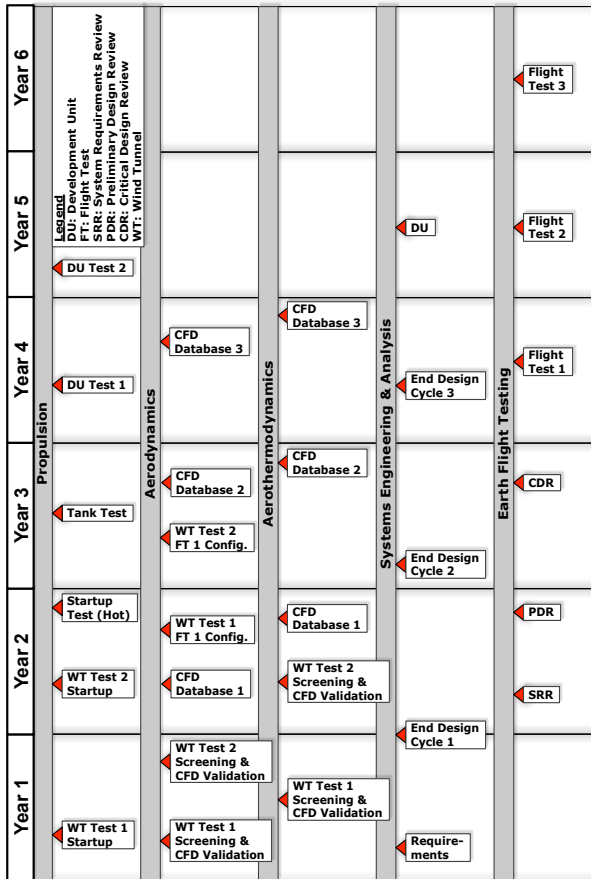 Year 6
Year 5
Year 4
Year 3
Year 2
Year 1
Propulsion
Legend
DU: Development Unit
FT: Flight Test
SRR: System Requirements Review
PDR: Preliminary Design Review
CDR: Critical Design Review
WT: Wind Tunnel
DU Test 2
DU Test 1
Tank Test
Startup
Test (Hot)
WT Test 2
Startup
WT Test 1
Startup
Aerodynamics
CFD
Database 3
CFD
Database 2
WT Test 2
FT 1 Config.
WT Test 1
FT 1 Config.
CFD
Database 1
WT Test 2
Screening &
CFD Validation
WT Test 1
Screening &
CFD Validation
Aerothermodynamics
CFD
Database 3
CFD
Database 2
CFD
Database 1
WT Test 2
Screening &
CFD Validation
WT Test 1
Screening &
CFD Validation
Systems Engineering & Analysis
DU
End Design
Cycle 3
End Design
Cycle 2
End Design
Cycle 1
Require-
ments
Earth Flight Testing
Flight
Test 3
Flight
Test 2
Flight
Test 1
CDR
PDR
SRR